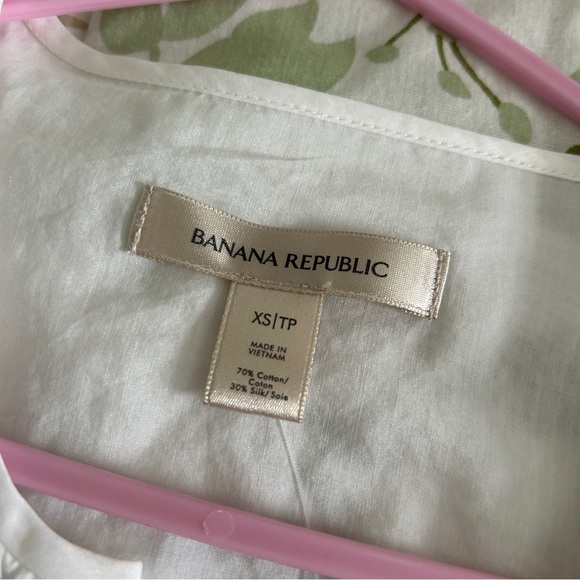 BANANA REPUBLIC
XS|TP
MADE IN
VIETNAM
70% Cotton/
Coton
30% Silk/Soie